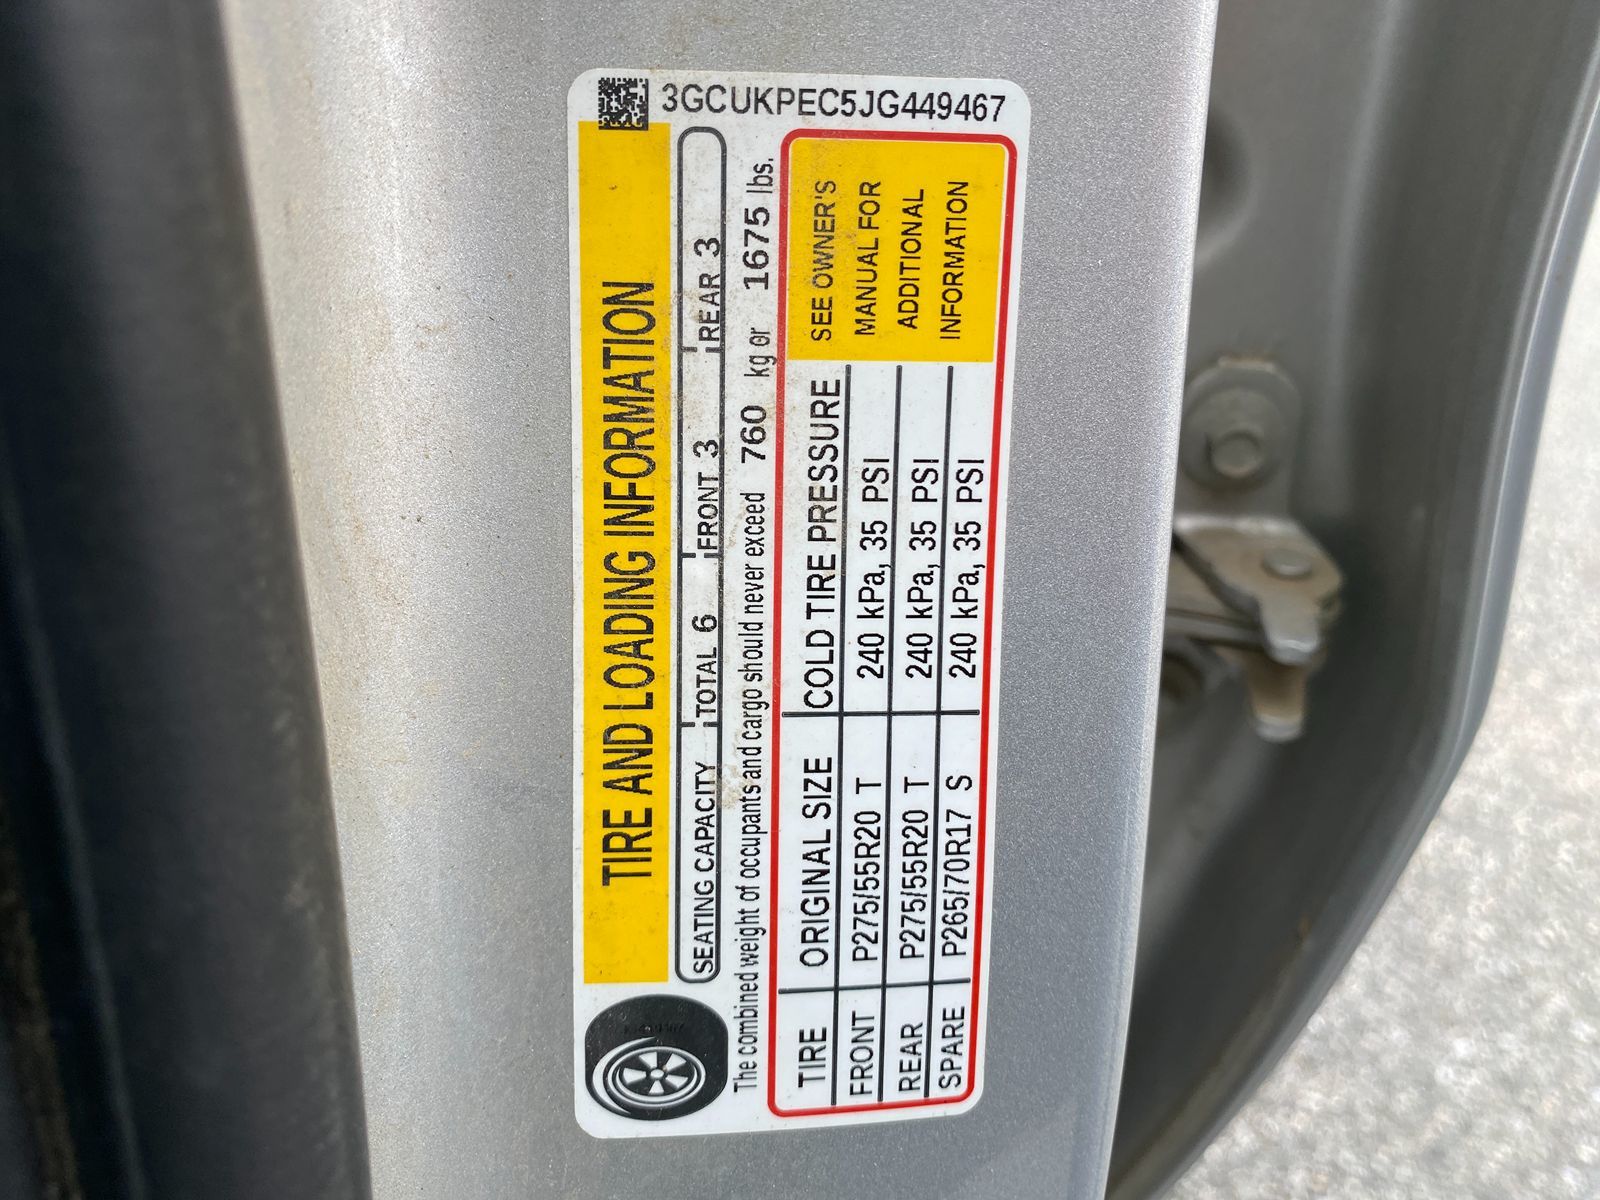 3GCUKPEC5JG449467
TIRE AND LOADING INFORMATION
SEATING CAPACITY TOTAL 6 FRONT 3 REAR 3
The combined weight of occupants and cargo should never exceed 760 kg or 1675 lbs.
TIRE ORIGINAL SIZE COLD TIRE PRESSURE
FRONT P275/55R20 T 240 kPa, 35 PSI
REAR P275/55R20 T 240 kPa, 35 PSI
SPARE P265/70R17 S 240 kPa, 35 PSI
SEE OWNER'S
MANUAL FOR
ADDITIONAL
INFORMATION